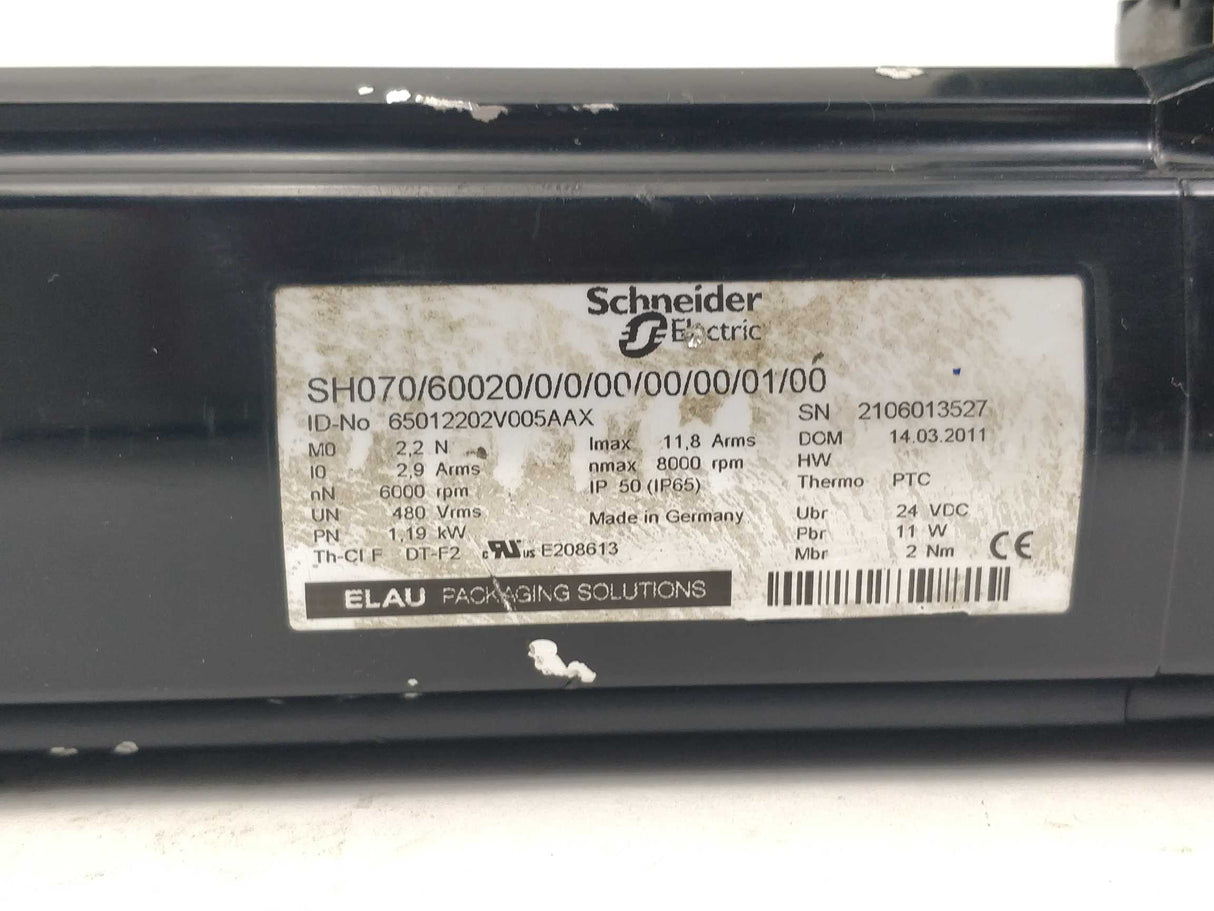 Schneider
Electric
SH070/60020/0/0/00/00/00/01/00
ID-No 65012202V005AAX
SN 2106013527
M0 2,2 N
Imax 11,8 Arms
DOM 14.03.2011
I0 2,9 Arms
nmax 8000 rpm
HW
nN 6000 rpm
IP 50 (IP65)
Thermo PTC
UN 480 Vrms
Made in Germany
Ubr 24 VDC
PN 1,19 kW
Pbr 11 W
Th-Cl F DT-F2
c RU us E208613
Mbr 2 Nm
CE
ELAU PACKAGING SOLUTIONS